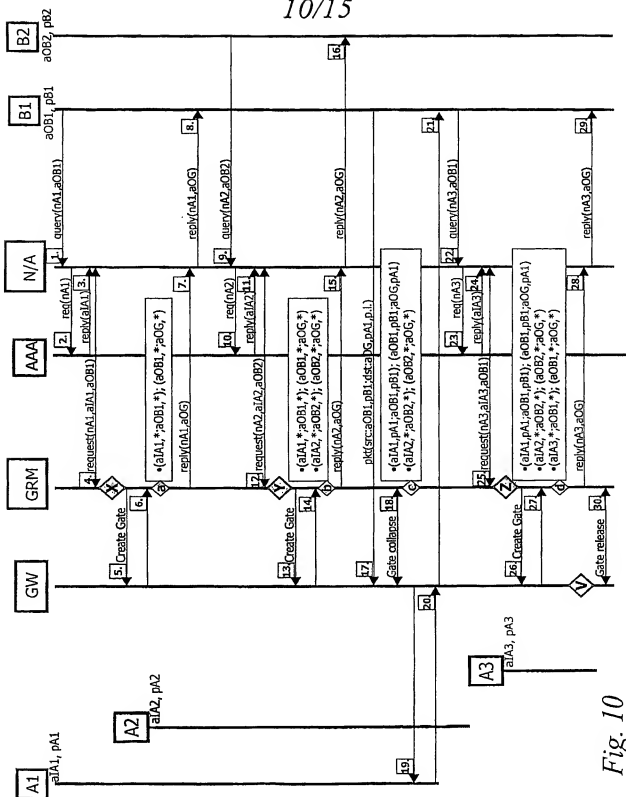 10/15
B2
aOB2, pB2
B1
aOB1, pB1
N/A
AAA
GRM
GW
A1
aIA1, pA1
A2
aIA2, pA2
A3
aIA3, pA3
1.
query(nA1,aOB1)
2.
req(nA1)
3.
reply(aIA1)
4.
request(nA1,aIA1,aOB1)
X
5.
Create Gate
6.
a
•(aIA1,*;aOB1,*); (aOB1,*;aOG,*)
7.
reply(nA1,aOG)
8.
reply(nA1,aOG)
9.
query(nA2,aOB2)
10.
req(nA2)
11.
reply(aIA2)
12.
request(nA2,aIA2,aOB2)
Y
13.
Create Gate
14.
b
•(aIA1,*;aOB1,*); (aOB1,*;aOG,*)
•(aIA2,*;aOB2,*); (aOB2,*;aOG,*)
15.
reply(nA2,aOG)
16.
reply(nA2,aOG)
17.
pkt(src:aOB1,pB1;dst:aOG,pA1,p.l.)
18.
Gate collapse
c
•(aIA1,pA1;aOB1,pB1); (aOB1,pB1;aOG,pA1)
•(aIA2,*;aOB2,*); (aOB2,*;aOG,*)
19.
20.
21.
22.
query(nA3,aOB1)
23.
req(nA3)
24.
reply(aIA3)
25.
request(nA3,aIA3,aOB1)
Z
26.
Create Gate
27.
d
•(aIA1,pA1;aOB1,pB1); (aOB1,pB1;aOG,pA1)
•(aIA2,*;aOB2,*); (aOB2,*;aOG,*)
•(aIA3,*;aOB1,*); (aOB1,*;aOG,*)
28.
reply(nA3,aOG)
29.
reply(nA3,aOG)
30.
V
Gate release
Fig. 10